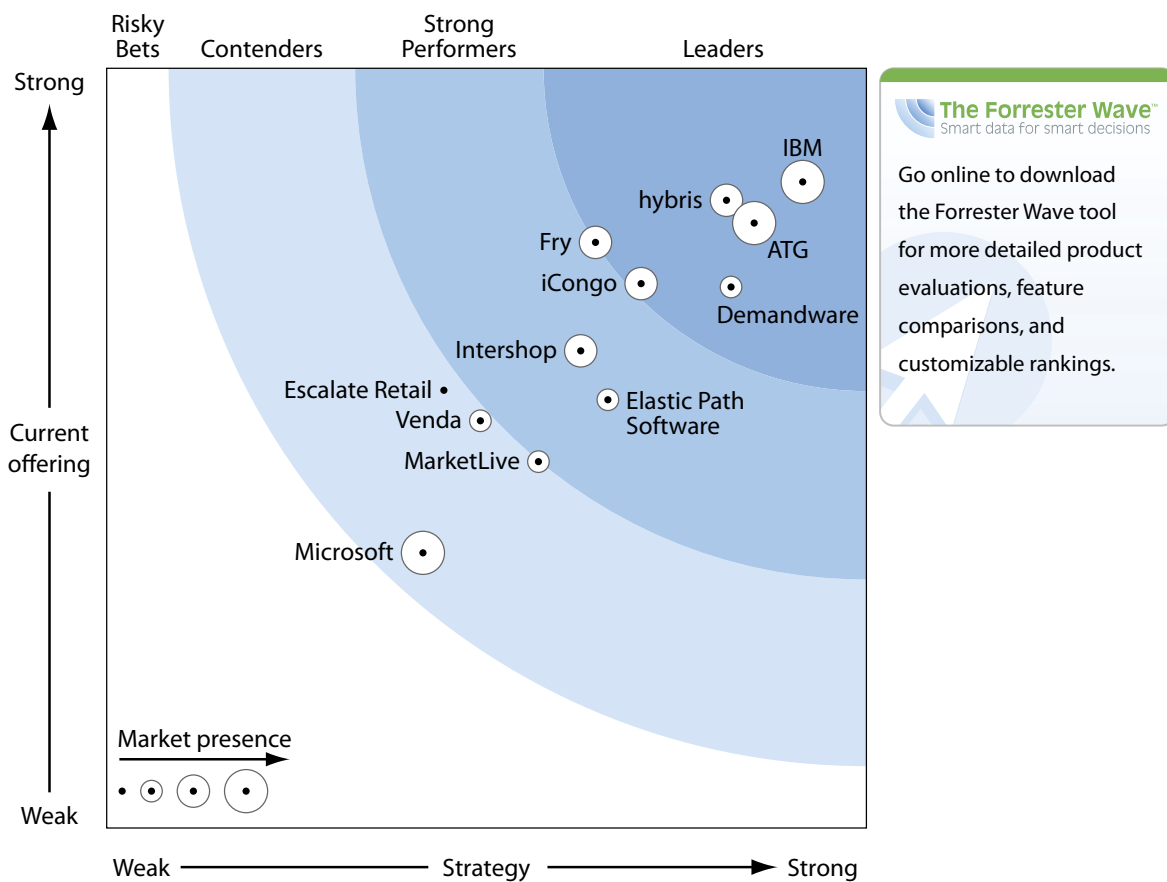 Risky
Bets
Contenders
Strong
Performers
Leaders
Strong
Current
offering
Weak
IBM
hybris
ATG
Fry
iCongo
Demandware
Intershop
Escalate Retail
Elastic Path
Software
Venda
MarketLive
Microsoft
Market presence
Weak
Strategy
Strong
The Forrester Wave™
Smart data for smart decisions
Go online to download
the Forrester Wave tool
for more detailed product
evaluations, feature
comparisons, and
customizable rankings.